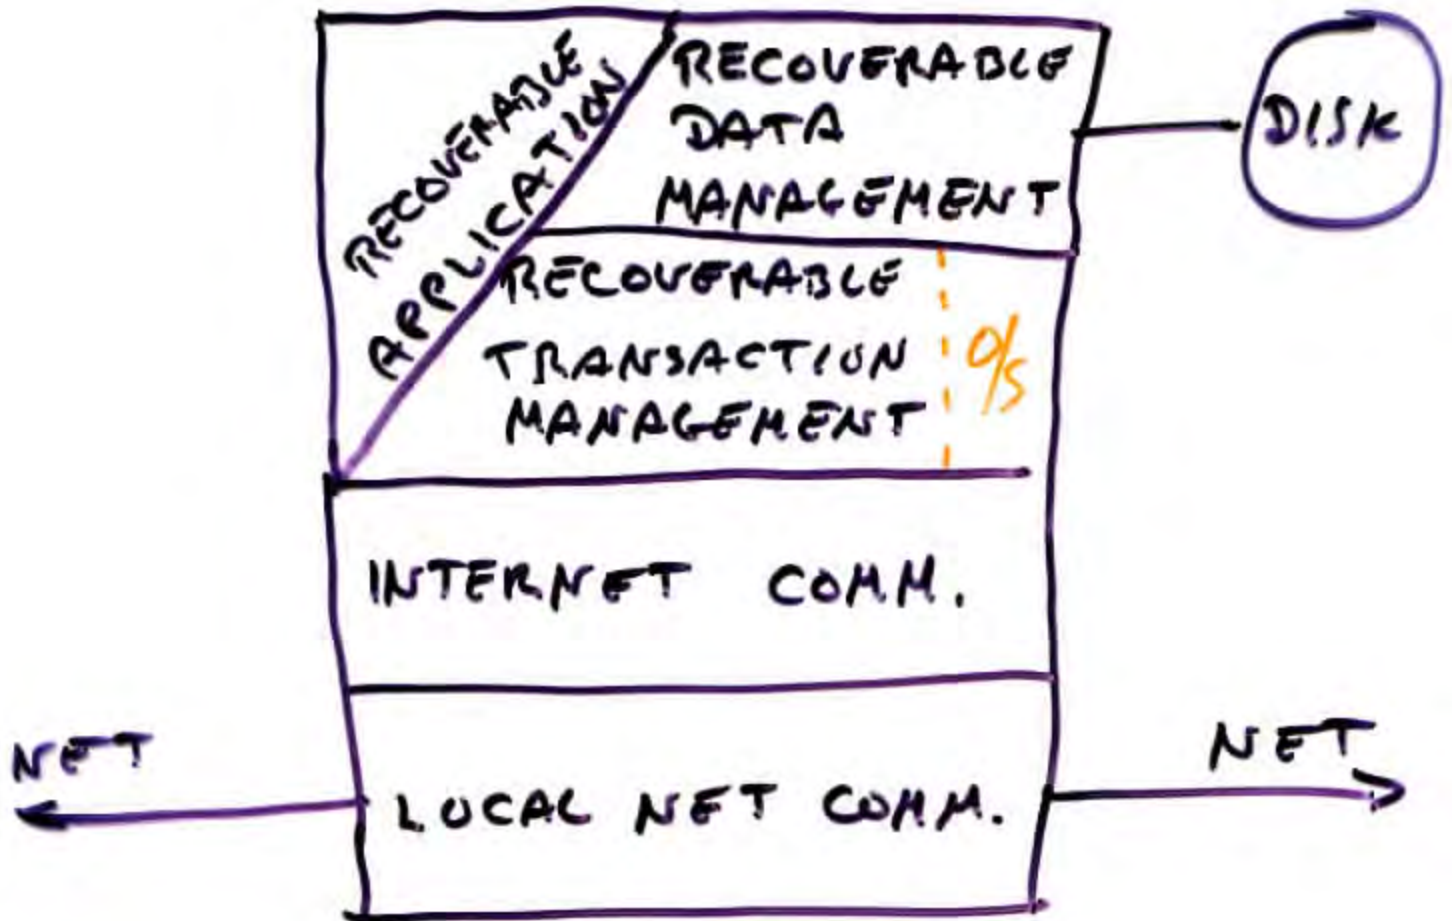 RECOVERABLE
APPLICATION
RECOVERABLE
DATA
MANAGEMENT
DISK
RECOVERABLE
TRANSACTION
MANAGEMENT
O/S
INTERNET COMM.
NET
NET
LOCAL NET COMM.